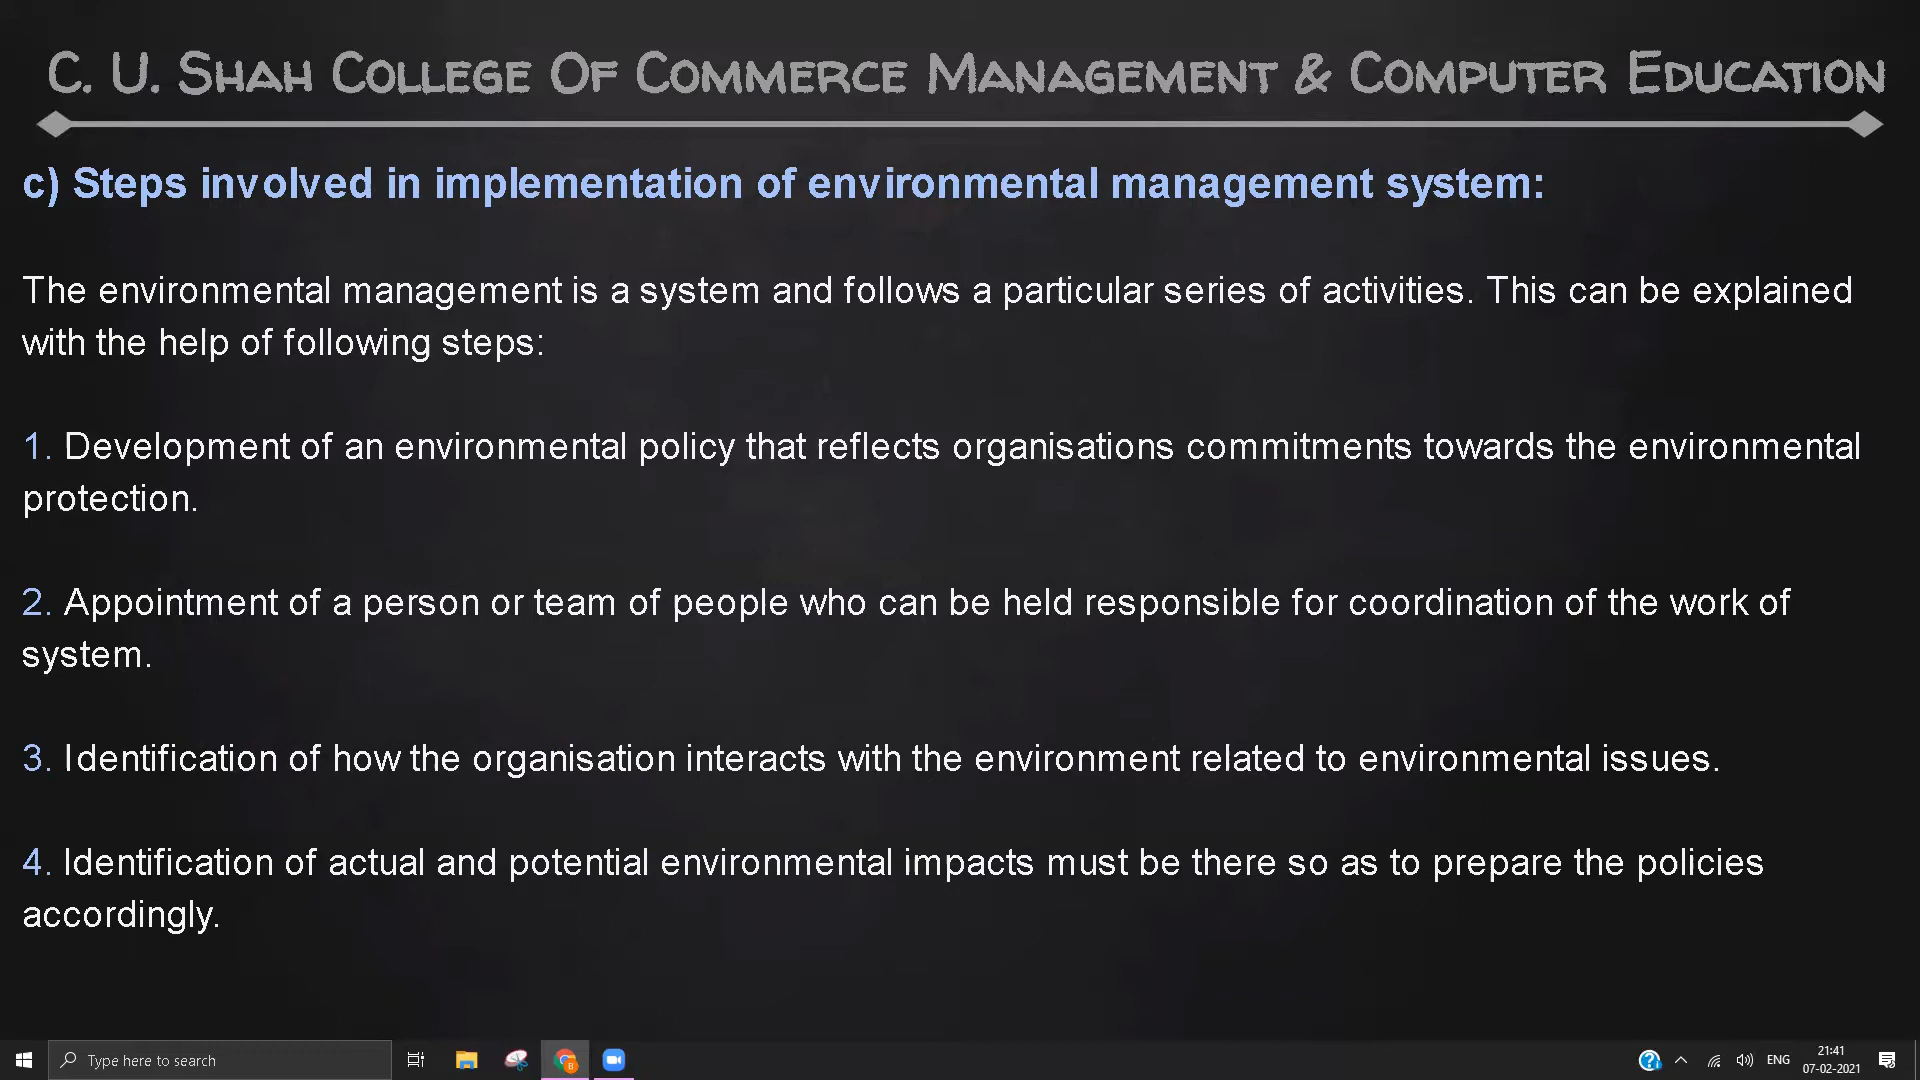 C. U. Shah College Of Commerce Management & Computer Education
c) Steps involved in implementation of environmental management system:
The environmental management is a system and follows a particular series of activities. This can be explained
with the help of following steps:
1. Development of an environmental policy that reflects organisations commitments towards the environmental
protection.
2. Appointment of a person or team of people who can be held responsible for coordination of the work of
system.
3. Identification of how the organisation interacts with the environment related to environmental issues.
4. Identification of actual and potential environmental impacts must be there so as to prepare the policies
accordingly.
Type here to search
ENG
21:41
07-02-2021